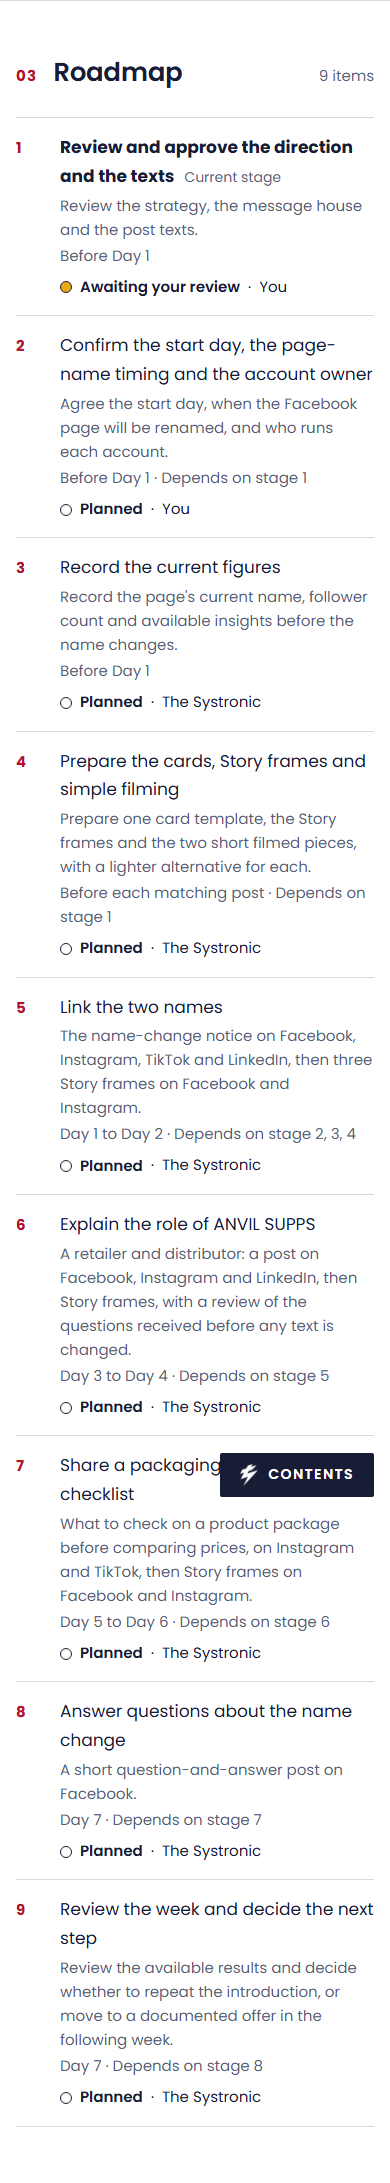 03 Roadmap 9 items
1 Review and approve the direction
and the texts Current stage
Review the strategy, the message house
and the post texts.
Before Day 1
Awaiting your review · You
2 Confirm the start day, the page-
name timing and the account owner
Agree the start day, when the Facebook
page will be renamed, and who runs
each account.
Before Day 1 · Depends on stage 1
Planned · You
3 Record the current figures
Record the page's current name, follower
count and available insights before the
name changes.
Before Day 1
Planned · The Systronic
4 Prepare the cards, Story frames and
simple filming
Prepare one card template, the Story
frames and the two short filmed pieces,
with a lighter alternative for each.
Before each matching post · Depends on
stage 1
Planned · The Systronic
5 Link the two names
The name-change notice on Facebook,
Instagram, TikTok and LinkedIn, then three
Story frames on Facebook and
Instagram.
Day 1 to Day 2 · Depends on stage 2, 3, 4
Planned · The Systronic
6 Explain the role of ANVIL SUPPS
A retailer and distributor: a post on
Facebook, Instagram and LinkedIn, then
Story frames, with a review of the
questions received before any text is
changed.
Day 3 to Day 4 · Depends on stage 5
Planned · The Systronic
7 Share a packaging
CONTENTS
checklist
What to check on a product package
before comparing prices, on Instagram
and TikTok, then Story frames on
Facebook and Instagram.
Day 5 to Day 6 · Depends on stage 6
Planned · The Systronic
8 Answer questions about the name
change
A short question-and-answer post on
Facebook.
Day 7 · Depends on stage 7
Planned · The Systronic
9 Review the week and decide the next
step
Review the available results and decide
whether to repeat the introduction, or
move to a documented offer in the
following week.
Day 7 · Depends on stage 8
Planned · The Systronic